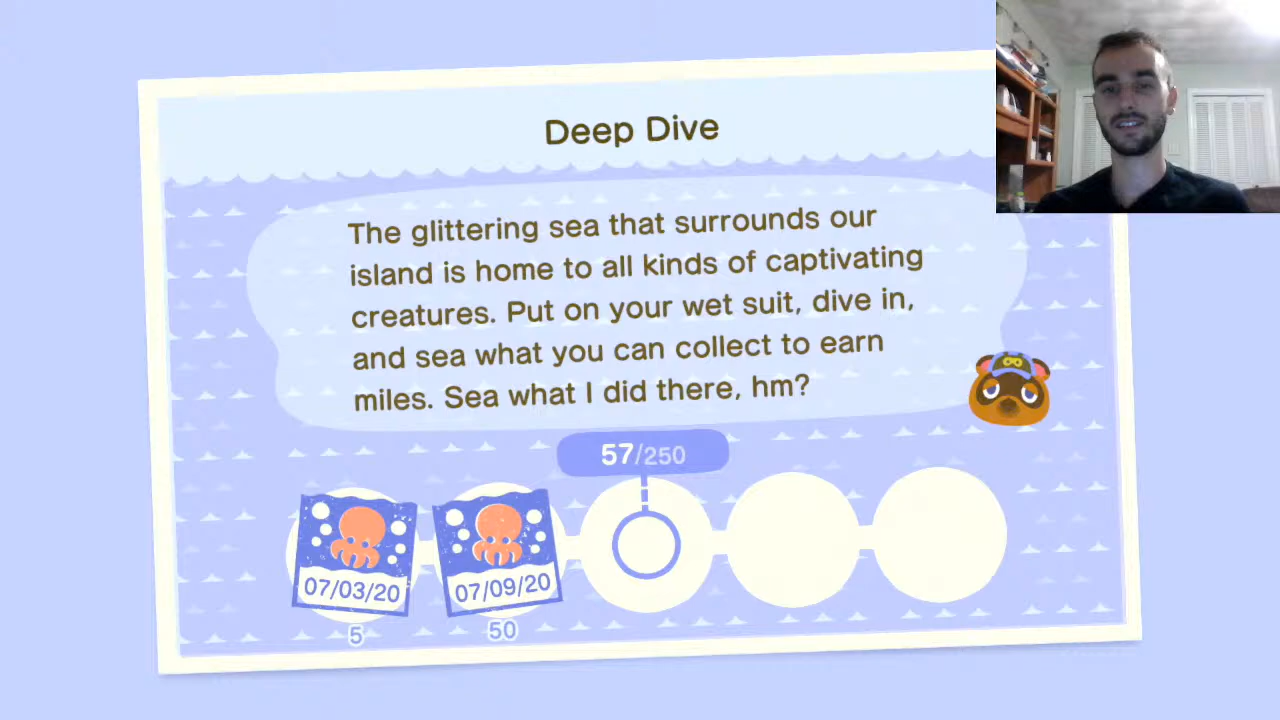 Deep Dive
The glittering sea that surrounds our
island is home to all kinds of captivating
creatures. Put on your wet suit, dive in,
and sea what you can collect to earn
miles. Sea what I did there, hm?
57/250
07/03/20
07/09/20
5
50